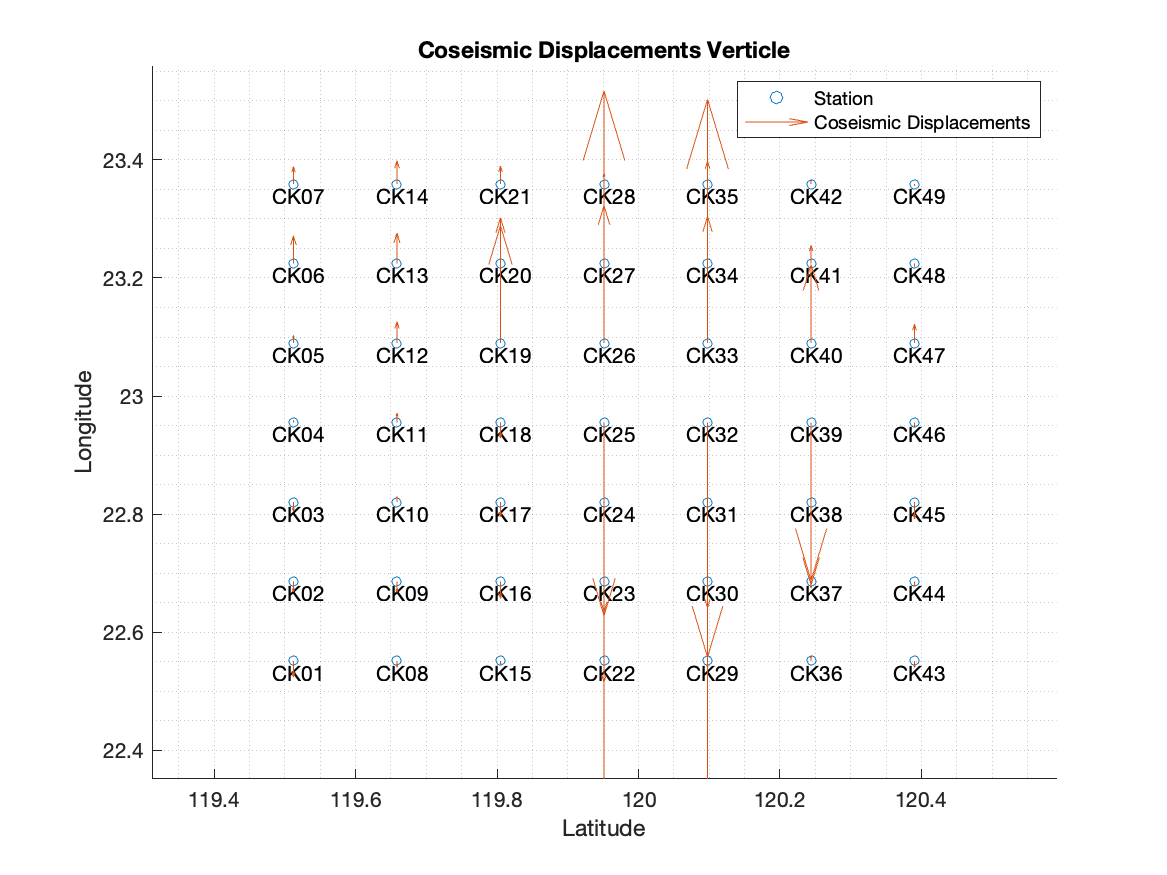 Coseismic Displacements Verticle
Station
Coseismic Displacements
23.4
CK07 CK14 CK21 CK28 CK35 CK42 CK49
CK06 CK13 CK20 CK27 CK34 CK41 CK48
23.2
CK05 CK12 CK19 CK26 CK33 CK40 CK47
23
CK04 CK11 CK18 CK25 CK32 CK39 CK46
22.8
CK03 CK10 CK17 CK24 CK31 CK38 CK45
CK02 CK09 CK16 CK23 CK30 CK37 CK44
22.6
CK01 CK08 CK15 CK22 CK29 CK36 CK43
22.4
Longitude
119.4 119.6 119.8 120 120.2 120.4
Latitude